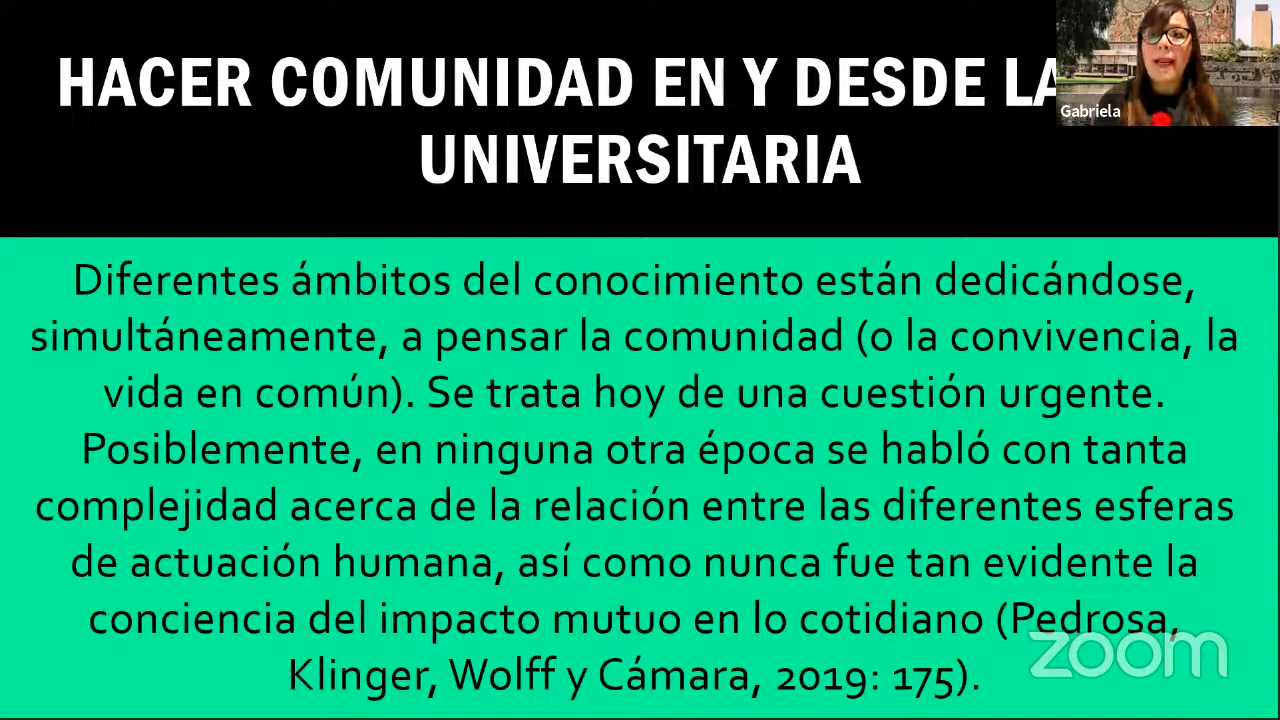 HACER COMUNIDAD EN Y DESDE LA
UNIVERSITARIA
Gabriela
Diferentes ámbitos del conocimiento están dedicándose,
simultáneamente, a pensar la comunidad (o la convivencia, la
vida en común). Se trata hoy de una cuestión urgente.
Posiblemente, en ninguna otra época se habló con tanta
complejidad acerca de la relación entre las diferentes esferas
de actuación humana, así como nunca fue tan evidente la
conciencia del impacto mutuo en lo cotidiano (Pedrosa,
Klinger, Wolff y Cámara, 2019: 175).
zoom